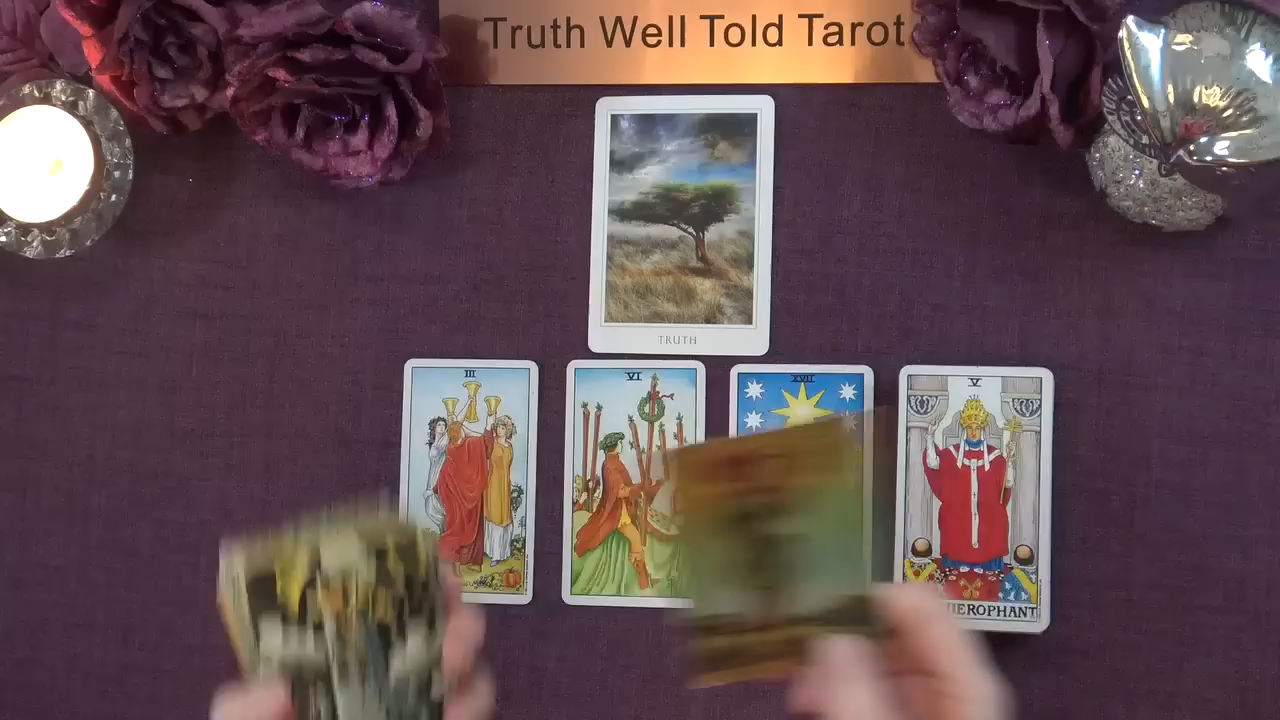 Truth Well Told Tarot
TRUTH
III
VI
XVII
V
HIEROPHANT